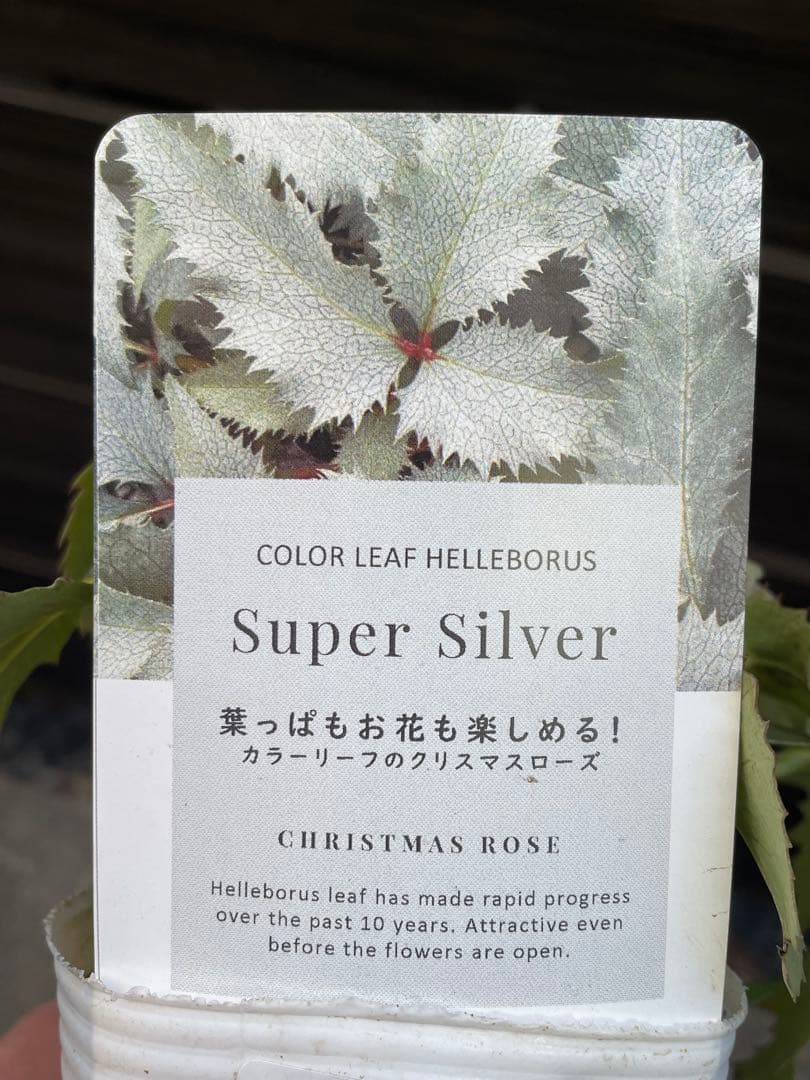 COLOR LEAF HELLEBORUS
Super Silver
葉っぱもお花も楽しめる!
カラーリーフのクリスマスローズ
CHRISTMAS ROSE
Helleborus leaf has made rapid progress
over the past 10 years. Attractive even
before the flowers are open.